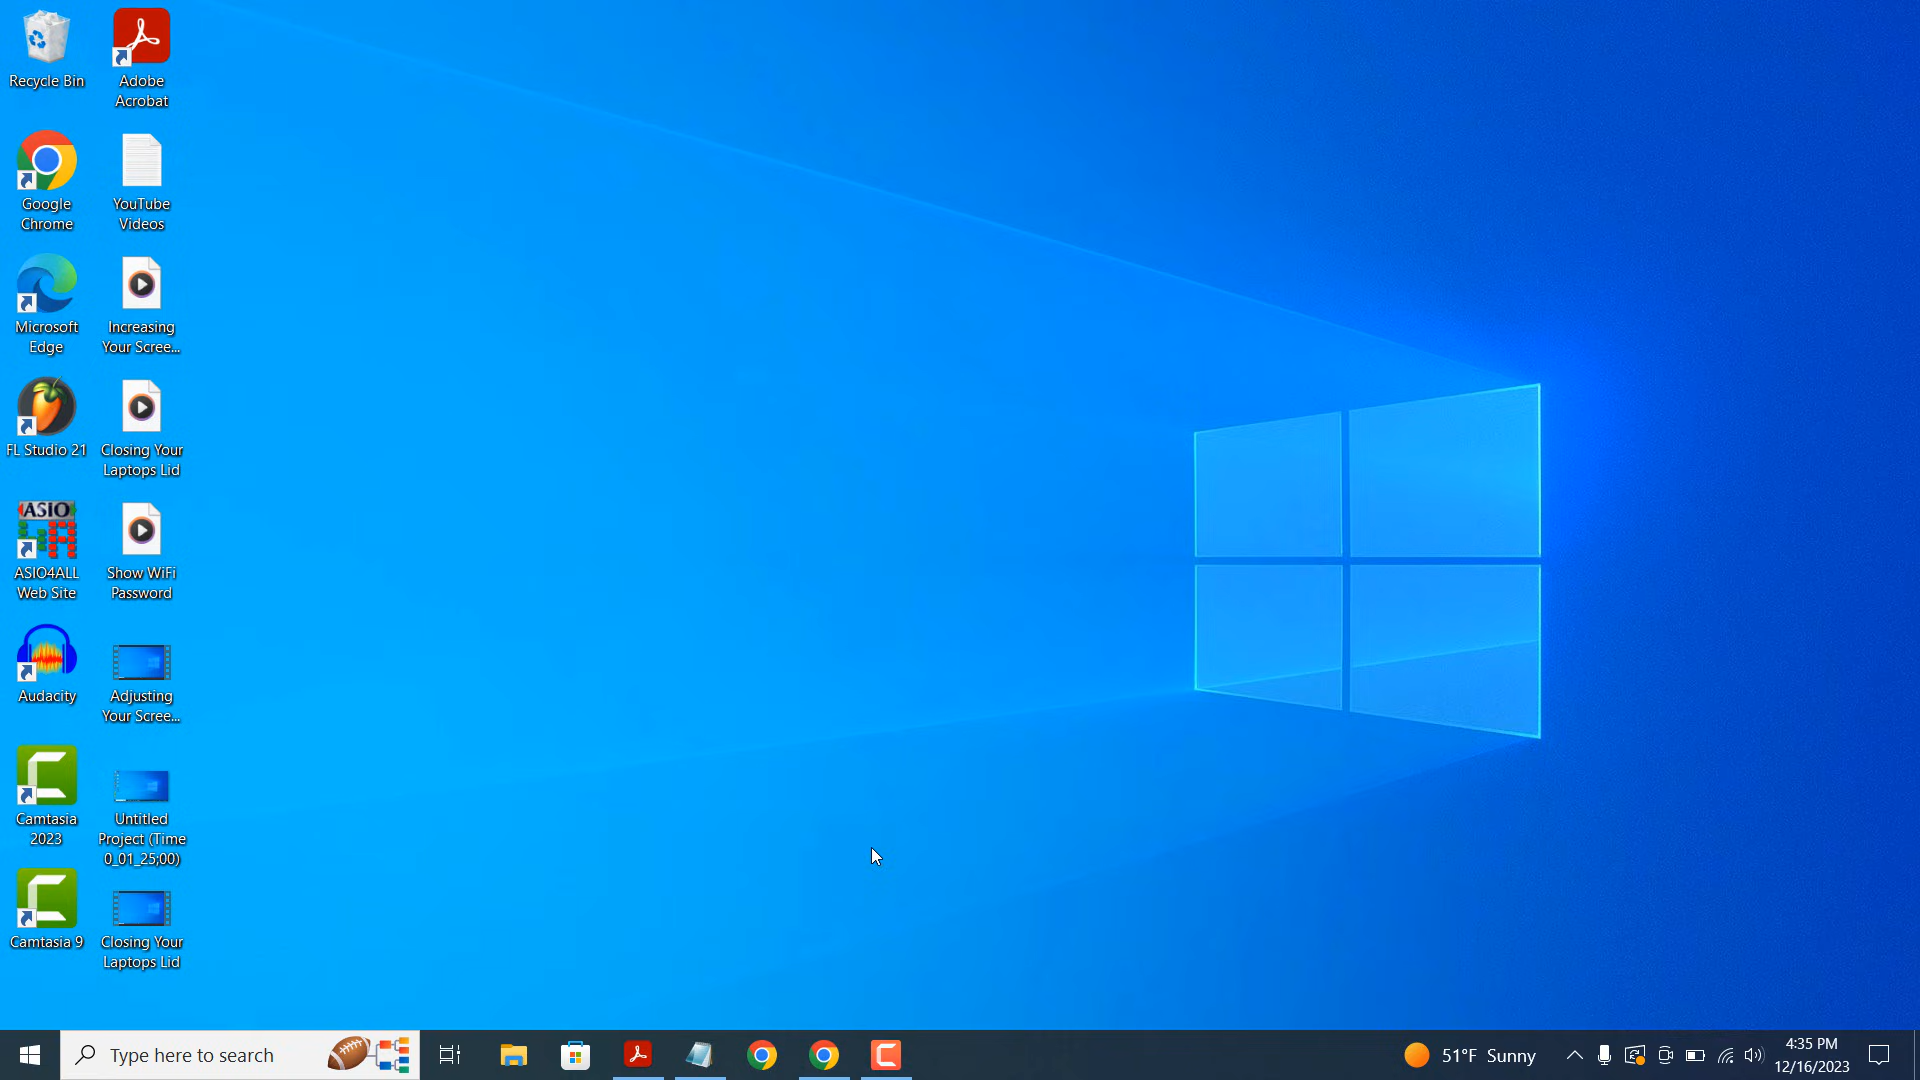 Recycle Bin
Adobe
Acrobat
Google
Chrome
YouTube
Videos
Microsoft
Edge
Increasing
Your Scree...
FL Studio 21
Closing Your
Laptops Lid
ASIO
ASIO4ALL
Web Site
Show WiFi
Password
Audacity
Adjusting
Your Scree...
Camtasia
2023
Untitled
Project (Time
0_01_25;00)
Camtasia 9
Closing Your
Laptops Lid
Type here to search
51°F Sunny
4:35 PM
12/16/2023